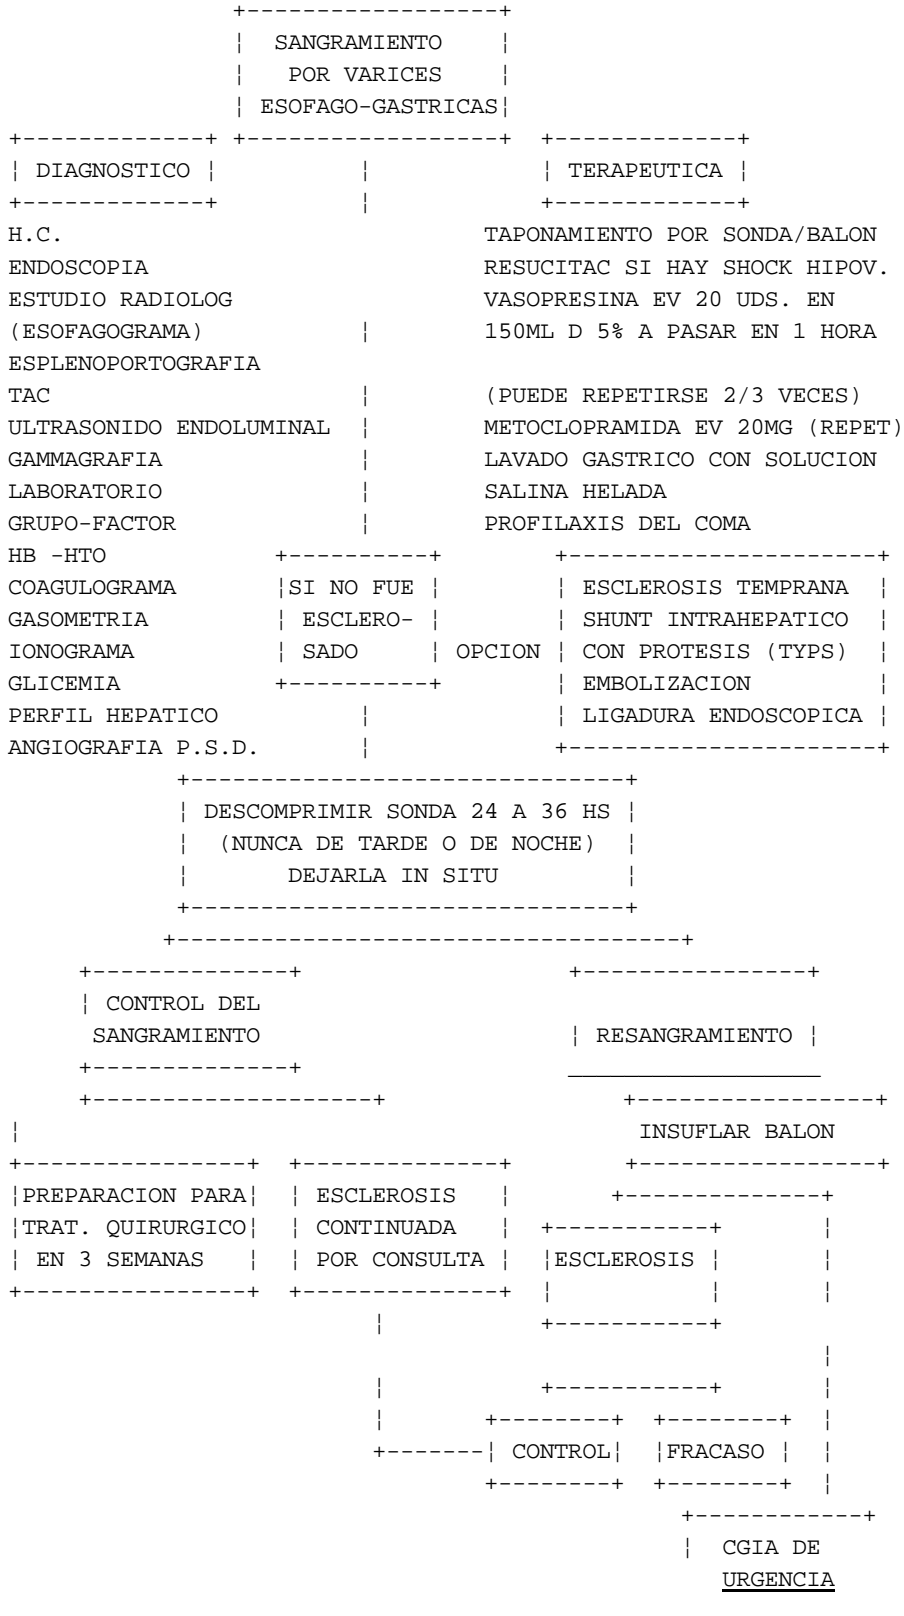 SANGRAMIENTO
POR VARICES
ESOFAGO-GASTRICAS
DIAGNOSTICO
TERAPEUTICA
H.C.
ENDOSCOPIA
ESTUDIO RADIOLOG
(ESOFAGOGRAMA)
ESPLENOPORTOGRAFIA
TAC
ULTRASONIDO ENDOLUMINAL
GAMMAGRAFIA
LABORATORIO
GRUPO-FACTOR
HB -HTO
COAGULOGRAMA
GASOMETRIA
IONOGRAMA
GLICEMIA
PERFIL HEPATICO
ANGIOGRAFIA P.S.D.
TAPONAMIENTO POR SONDA/BALON
RESUCITAC SI HAY SHOCK HIPOV.
VASOPRESINA EV 20 UDS. EN
150ML D 5% A PASAR EN 1 HORA
(PUEDE REPETIRSE 2/3 VECES)
METOCLOPRAMIDA EV 20MG (REPET)
LAVADO GASTRICO CON SOLUCION
SALINA HELADA
PROFILAXIS DEL COMA
SI NO FUE
ESCLERO-
SADO
OPCION
ESCLEROSIS TEMPRANA
SHUNT INTRAHEPATICO
CON PROTESIS (TYPS)
EMBOLIZACION
LIGADURA ENDOSCOPICA
DESCOMPRIMIR SONDA 24 A 36 HS
(NUNCA DE TARDE O DE NOCHE)
DEJARLA IN SITU
CONTROL DEL
SANGRAMIENTO
RESANGRAMIENTO
INSUFLAR BALON
PREPARACION PARA
TRAT. QUIRURGICO
EN 3 SEMANAS
ESCLEROSIS
CONTINUADA
POR CONSULTA
ESCLEROSIS
CONTROL
FRACASO
CGIA DE
URGENCIA